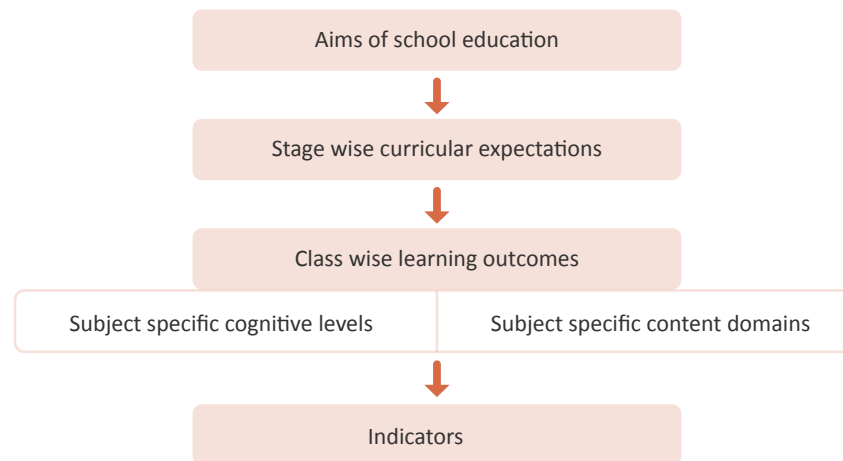 Aims of school education
Stage wise curricular expectations
Class wise learning outcomes
Subject specific cognitive levels
Subject specific content domains
Indicators